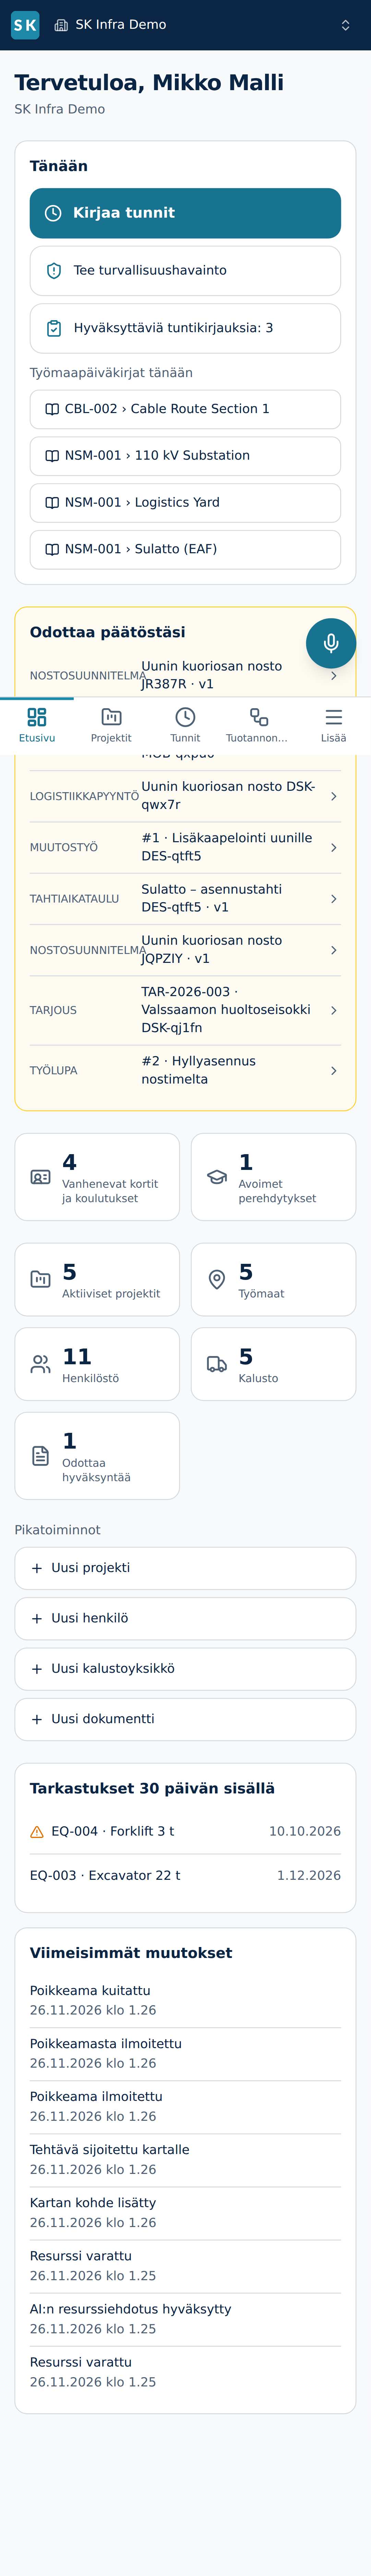 SK
SK Infra Demo
Tervetuloa, Mikko Malli
SK Infra Demo
Tänään
Kirjaa tunnit
Tee turvallisuushavainto
Hyväksyttäviä tuntikirjauksia: 3
Työmaapäiväkirjat tänään
CBL-002 › Cable Route Section 1
NSM-001 › 110 kV Substation
NSM-001 › Logistics Yard
NSM-001 › Sulatto (EAF)
Odottaa päätöstäsi
NOSTOSUUNNITELMA
Uunin kuoriosan nosto
JR387R · v1
Etusivu
Projektit
Tunnit
Tuotannon...
Lisää
LOGISTIIKKAPYYNTÖ
Uunin kuoriosan nosto DSK-
qwx7r
MUUTOSTYÖ
#1 · Lisäkaapelointi uunille
DES-qtft5
TAHTIAIKATAULU
Sulatto – asennustahti
DES-qtft5 · v1
NOSTOSUUNNITELMA
Uunin kuoriosan nosto
JQPZIY · v1
TARJOUS
TAR-2026-003 ·
Valssaamon huoltoseisokki
DSK-qj1fn
TYÖLUPA
#2 · Hyllyasennus
nostimelta
4
Vanhenevat kortit
ja koulutukset
1
Avoimet
perehdytykset
5
Aktiiviset projektit
5
Työmaat
11
Henkilöstö
5
Kalusto
1
Odottaa
hyväksyntää
Pikatoiminnot
Uusi projekti
Uusi henkilö
Uusi kalustoyksikkö
Uusi dokumentti
Tarkastukset 30 päivän sisällä
EQ-004 · Forklift 3 t
10.10.2026
EQ-003 · Excavator 22 t
1.12.2026
Viimeisimmät muutokset
Poikkeama kuitattu
26.11.2026 klo 1.26
Poikkeamasta ilmoitettu
26.11.2026 klo 1.26
Poikkeama ilmoitettu
26.11.2026 klo 1.26
Tehtävä sijoitettu kartalle
26.11.2026 klo 1.26
Kartan kohde lisätty
26.11.2026 klo 1.26
Resurssi varattu
26.11.2026 klo 1.25
AI:n resurssiehdotus hyväksytty
26.11.2026 klo 1.25
Resurssi varattu
26.11.2026 klo 1.25